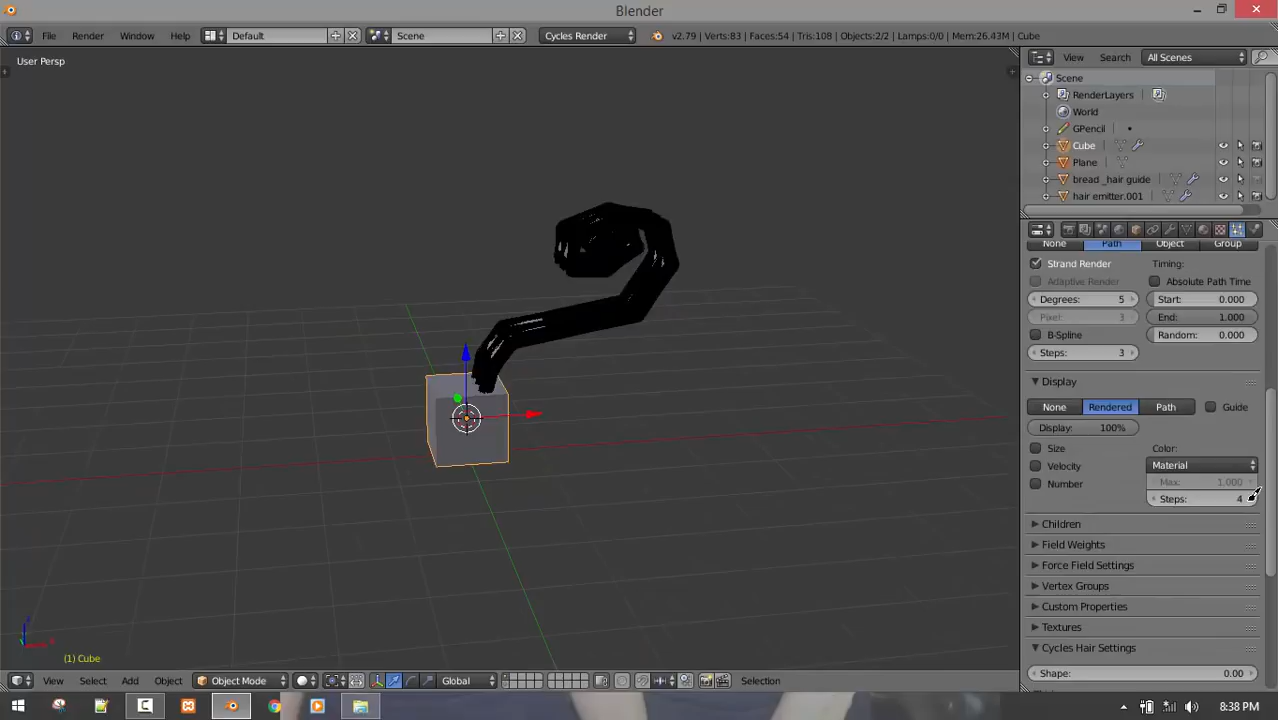 Blender
File Render Window Help Default Scene Cycles Render v2.79 | Verts:83 | Faces:54 | Tris:108 | Objects:2/2 | Lamps:0/0 | Mem:26.43M | Cube
User Persp
View Search All Scenes
Scene
RenderLayers
World
GPencil
Cube
Plane
bread _hair guide
hair emitter.001
None Path Object Group
Strand Render Timing:
Adaptive Render Absolute Path Time
Degrees: 5 Start: 0.000
Pixel: 3 End: 1.000
B-Spline Random: 0.000
Steps: 3
Display
None Rendered Path Guide
Display: 100%
Size Color:
Velocity Material
Number Max: 1.000
Steps: 4
Children
Field Weights
Force Field Settings
Vertex Groups
Custom Properties
Textures
Cycles Hair Settings
Shape: 0.00
(1) Cube
View Select Add Object Object Mode Global Selection
8:38 PM